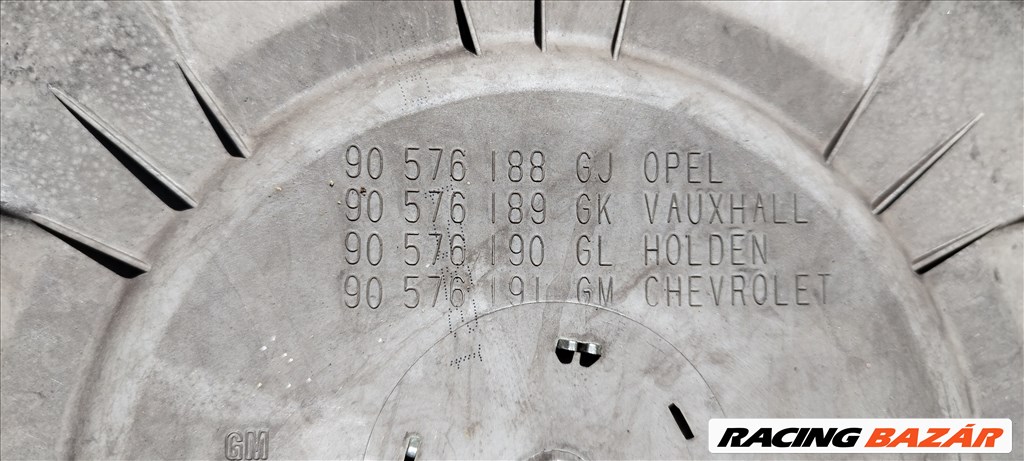 90 576 188 GJ OPEL
90 576 189 GK VAUXHALL
90 576 190 GL HOLDEN
90 576 191 GM CHEVROLET
GM
RACING BAZÁR